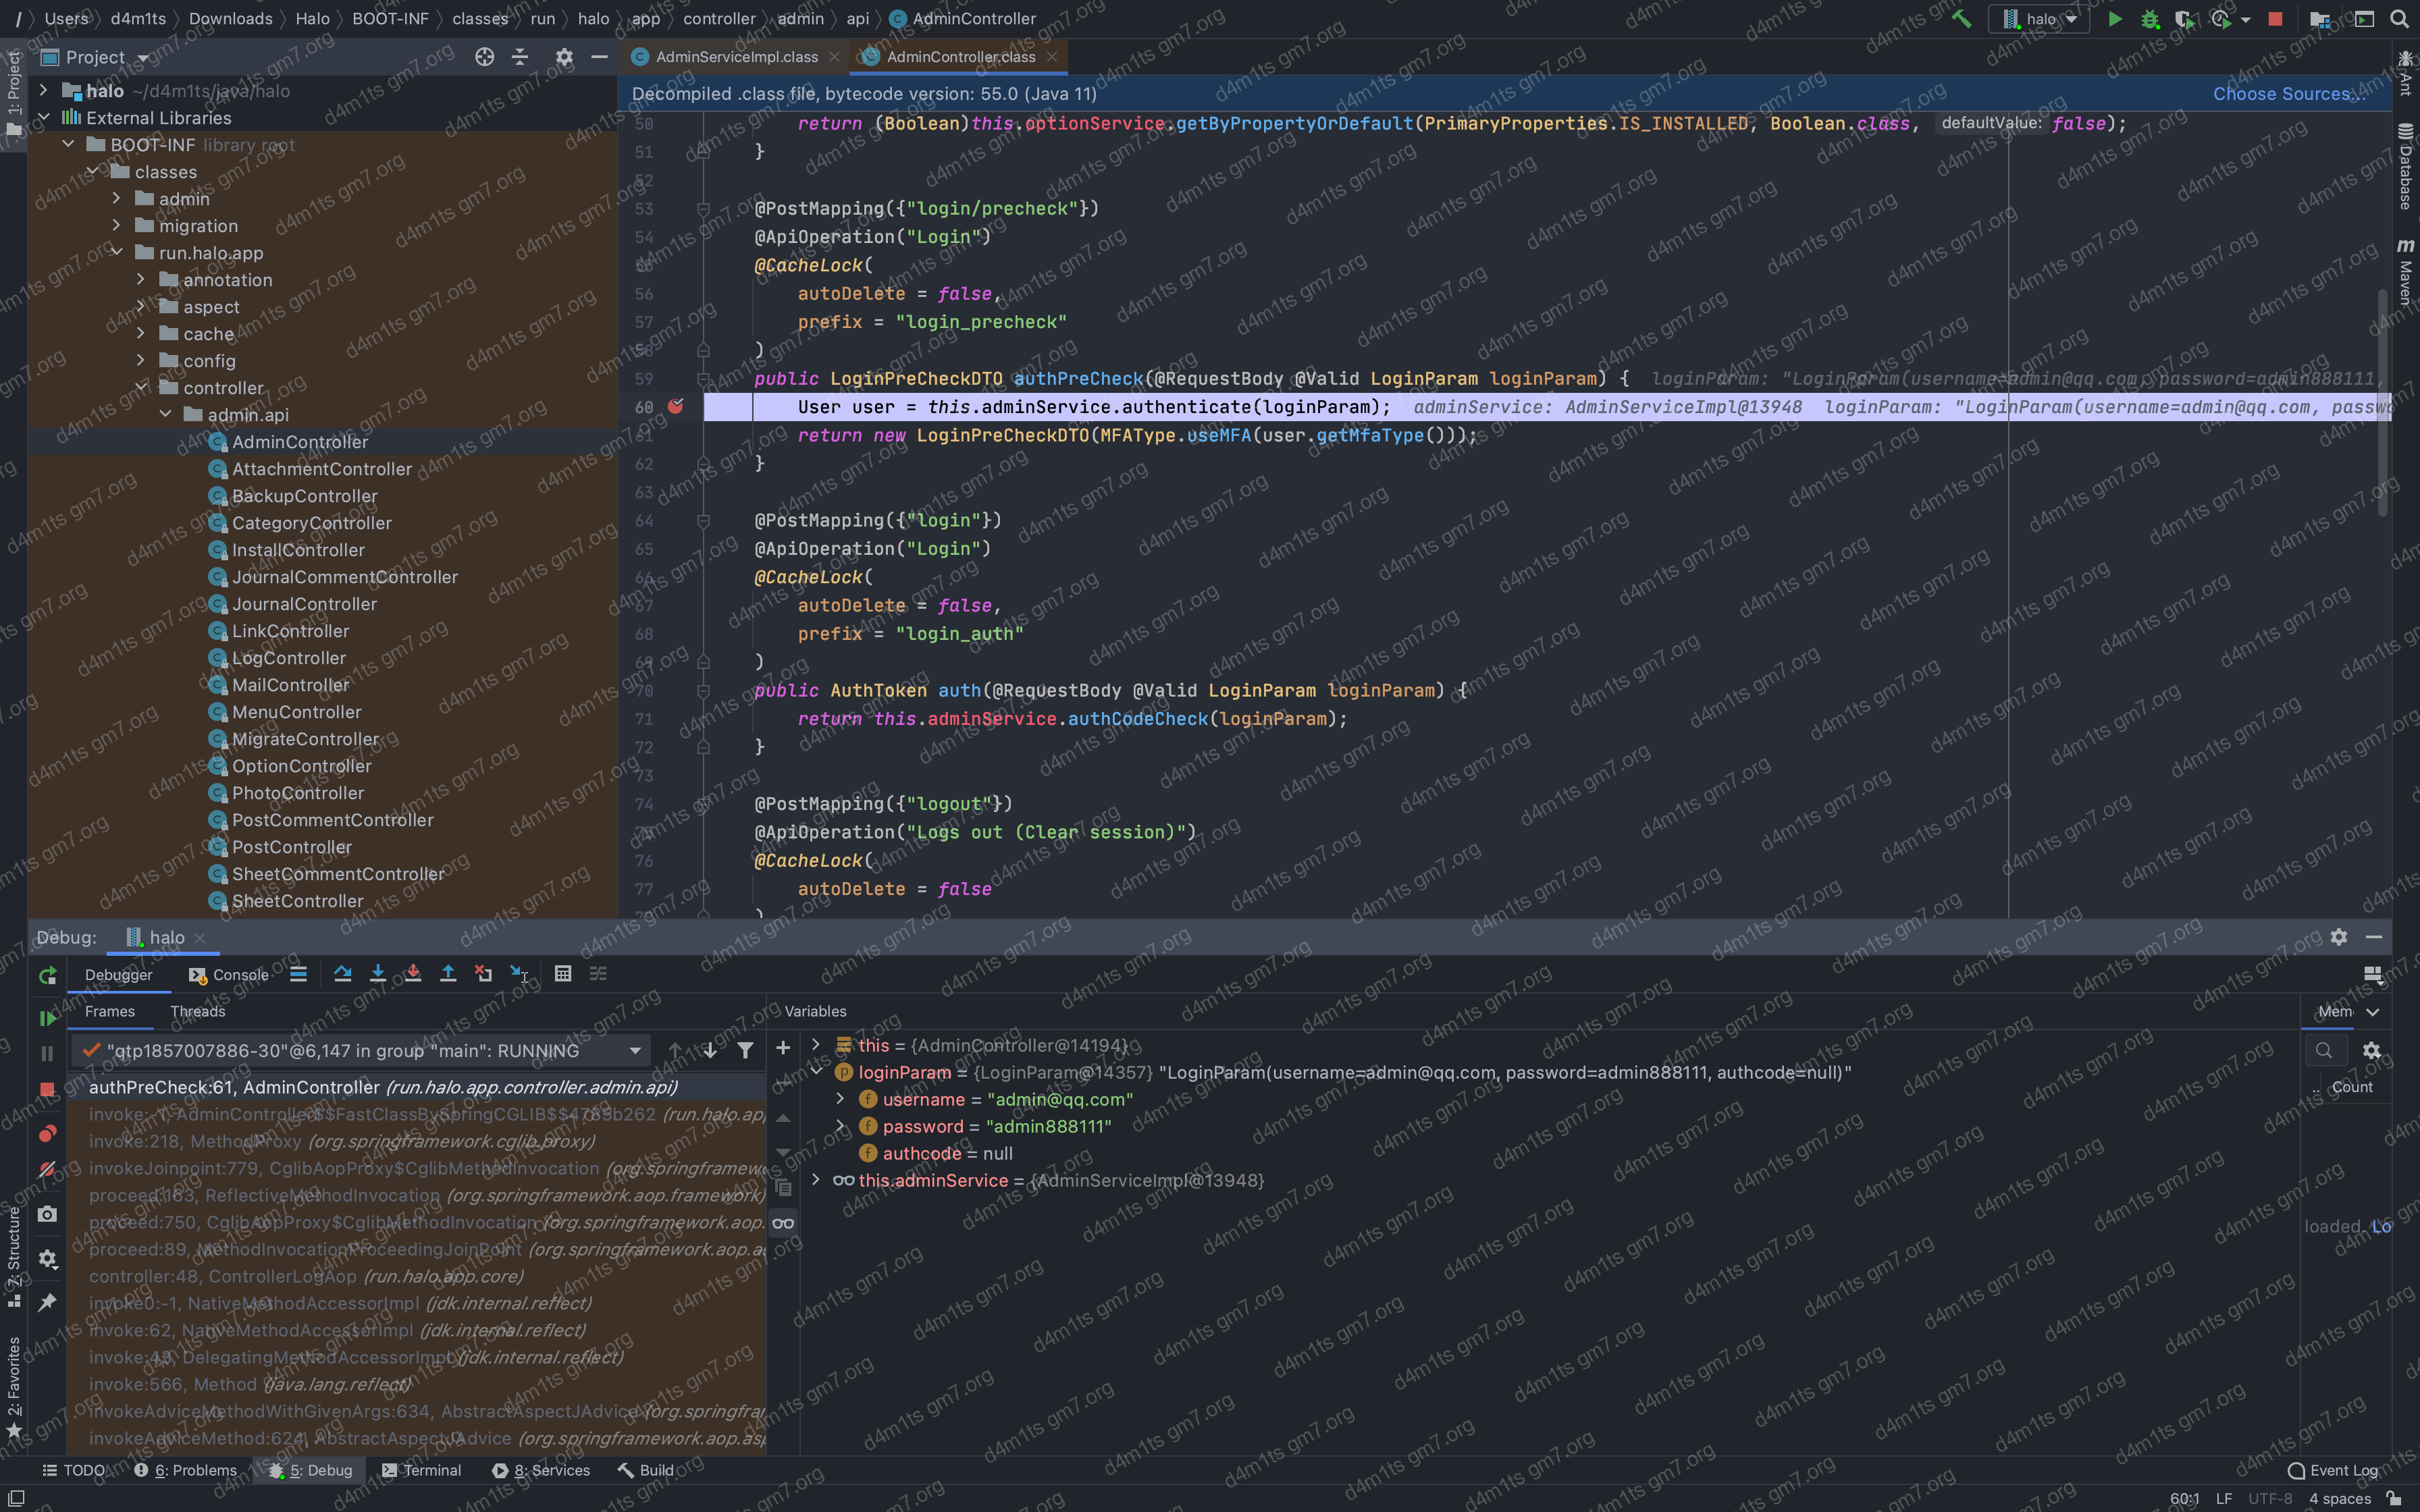 / Users d4m1ts Downloads Halo BOOT-INF classes run halo app controller admin api AdminController
halo
1: Project
Project
AdminServiceImpl.class
AdminController.class
Decompiled .class file, bytecode version: 55.0 (Java 11)
Choose Sources...
halo ~/d4m1ts/java/halo
External Libraries
BOOT-INF library root
classes
admin
migration
run.halo.app
annotation
aspect
cache
config
controller
admin.api
AdminController
AttachmentController
BackupController
CategoryController
InstallController
JournalCommentController
JournalController
LinkController
LogController
MailController
MenuController
MigrateController
OptionController
PhotoController
PostCommentController
PostController
SheetCommentController
SheetController
50 return (Boolean)this.optionService.getByPropertyOrDefault(PrimaryProperties.IS_INSTALLED, Boolean.class, defaultValue: false);
51 }
52
53 @PostMapping({"login/precheck"})
54 @ApiOperation("Login")
55 @CacheLock(
56 autoDelete = false,
57 prefix = "login_precheck"
58 )
59 public LoginPreCheckDTO authPreCheck(@RequestBody @Valid LoginParam loginParam) { loginParam: "LoginParam(username=admin@qq.com, password=admin888111,
60 User user = this.adminService.authenticate(loginParam); adminService: AdminServiceImpl@13948 loginParam: "LoginParam(username=admin@qq.com, passwo
61 return new LoginPreCheckDTO(MFAType.useMFA(user.getMfaType()));
62 }
63
64 @PostMapping({"login"})
65 @ApiOperation("Login")
66 @CacheLock(
67 autoDelete = false,
68 prefix = "login_auth"
69 )
70 public AuthToken auth(@RequestBody @Valid LoginParam loginParam) {
71 return this.adminService.authCodeCheck(loginParam);
72 }
73
74 @PostMapping({"logout"})
75 @ApiOperation("Logs out (Clear session)")
76 @CacheLock(
77 autoDelete = false
78 )
Ant
Database
m Maven
Debug: halo
Debugger Console
Frames Threads
Variables
Mem
"qtp1857007886-30"@6,147 in group "main": RUNNING
authPreCheck:61, AdminController (run.halo.app.controller.admin.api)
invoke:-1, AdminController$$FastClassBySpringCGLIB$$4785b262 (run.halo.app
invoke:218, MethodProxy (org.springframework.cglib.proxy)
invokeJoinpoint:779, CglibAopProxy$CglibMethodInvocation (org.springframew
proceed:163, ReflectiveMethodInvocation (org.springframework.aop.framework)
proceed:750, CglibAopProxy$CglibMethodInvocation (org.springframework.aop.
proceed:89, MethodInvocationProceedingJoinPoint (org.springframework.aop.as
controller:48, ControllerLogAop (run.halo.app.core)
invoke0:-1, NativeMethodAccessorImpl (jdk.internal.reflect)
invoke:62, NativeMethodAccessorImpl (jdk.internal.reflect)
invoke:43, DelegatingMethodAccessorImpl (jdk.internal.reflect)
invoke:566, Method (java.lang.reflect)
invokeAdviceMethodWithGivenArgs:634, AbstractAspectJAdvice (org.springfra
invokeAdviceMethod:624, AbstractAspectJAdvice (org.springframework.aop.asp
this = {AdminController@14194}
loginParam = {LoginParam@14357} "LoginParam(username=admin@qq.com, password=admin888111, authcode=null)"
username = "admin@qq.com"
password = "admin888111"
authcode = null
this.adminService = {AdminServiceImpl@13948}
.. Count
loaded. Lo
7: Structure
2: Favorites
TODO 6: Problems 5: Debug Terminal 8: Services Build
Event Log
60:1 LF UTF-8 4 spaces
d4m1ts gm7.org